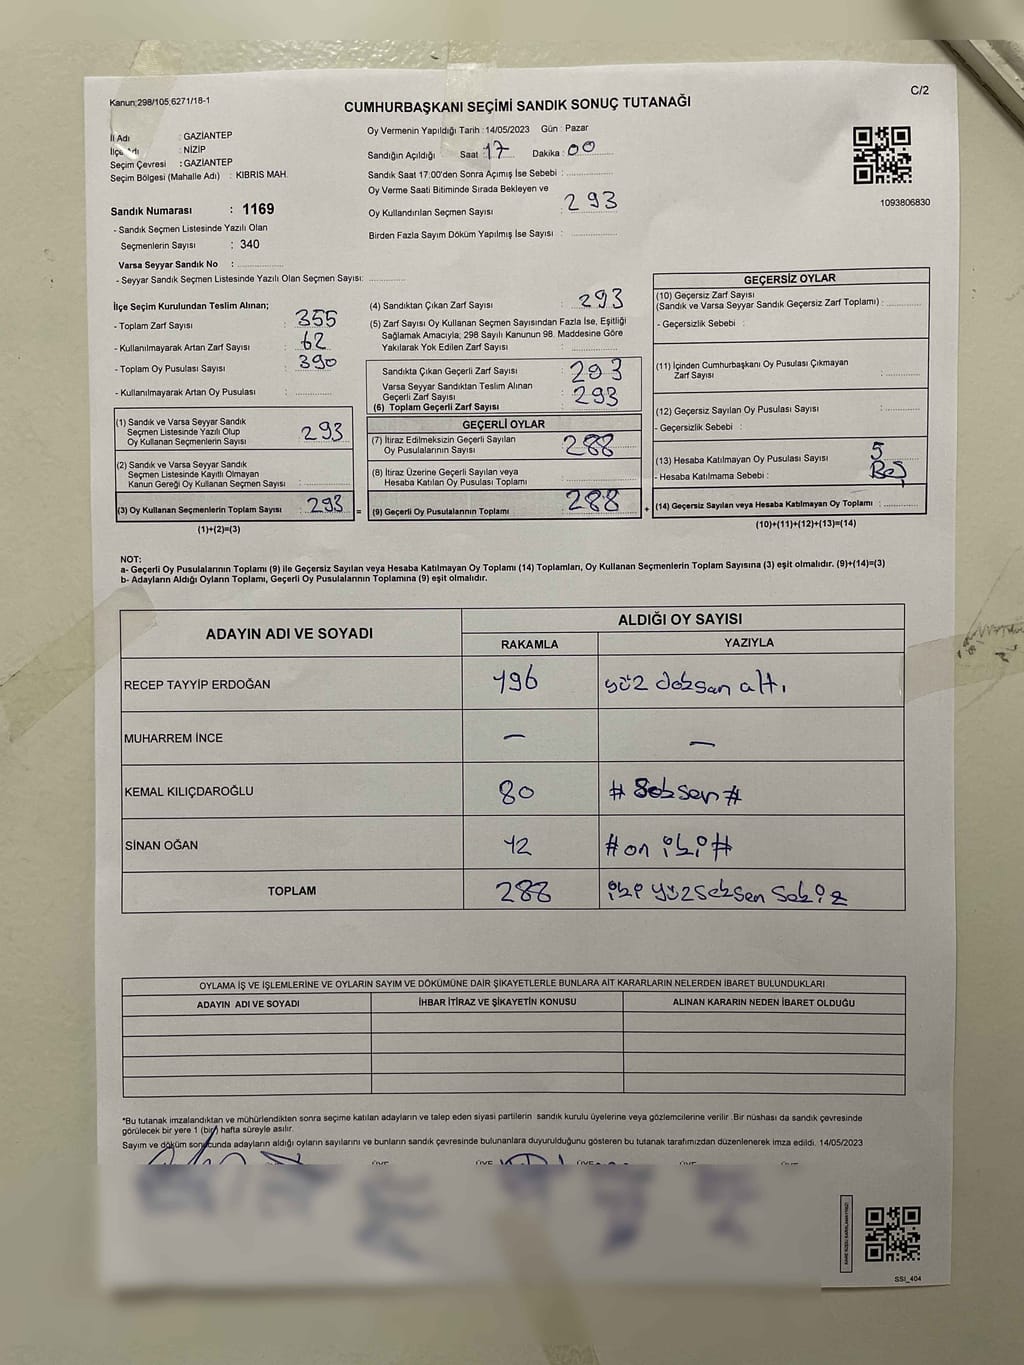 Kanun;298/105,6271/18-1
C/2
CUMHURBAŞKANI SEÇİMİ SANDIK SONUÇ TUTANAĞI
İl Adı : GAZİANTEP
İlçe Adı : NİZİP
Seçim Çevresi : GAZİANTEP
Seçim Bölgesi (Mahalle Adı) : KIBRIS MAH.
Oy Vermenin Yapıldığı Tarih : 14/05/2023 Gün : Pazar
Sandığın Açıldığı Saat : 17 Dakika : 00
Sandık Saat 17:00'den Sonra Açımış İse Sebebi :
Oy Verme Saati Bitiminde Sırada Bekleyen ve
Oy Kullandırılan Seçmen Sayısı : 293
Birden Fazla Sayım Döküm Yapılmış İse Sayısı :
1093806830
Sandık Numarası : 1169
- Sandık Seçmen Listesinde Yazılı Olan
Seçmenlerin Sayısı : 340
Varsa Seyyar Sandık No :
- Seyyar Sandık Seçmen Listesinde Yazılı Olan Seçmen Sayısı:
İlçe Seçim Kurulundan Teslim Alınan;
- Toplam Zarf Sayısı : 355
- Kullanılmayarak Artan Zarf Sayısı : 62
- Toplam Oy Pusulası Sayısı : 390
- Kullanılmayarak Artan Oy Pusulası :
(1) Sandık ve Varsa Seyyar Sandık
Seçmen Listesinde Yazılı Olup
Oy Kullanan Seçmenlerin Sayısı : 293
(2) Sandık ve Varsa Seyyar Sandık
Seçmen Listesinde Kayıtlı Olmayan
Kanun Gereği Oy Kullanan Seçmen Sayısı :
(3) Oy Kullanan Seçmenlerin Toplam Sayısı : 293 =
(1)+(2)=(3)
(4) Sandıktan Çıkan Zarf Sayısı : 293
(5) Zarf Sayısı Oy Kullanan Seçmen Sayısından Fazla İse, Eşitliği
Sağlamak Amacıyla; 298 Sayılı Kanunun 98. Maddesine Göre
Yakılarak Yok Edilen Zarf Sayısı :
Sandıkta Çıkan Geçerli Zarf Sayısı : 293
Varsa Seyyar Sandıktan Teslim Alınan
Geçerli Zarf Sayısı : 293
(6) Toplam Geçerli Zarf Sayısı
GEÇERLİ OYLAR
(7) İtiraz Edilmeksizin Geçerli Sayılan
Oy Pusulalarının Sayısı : 288
(8) İtiraz Üzerine Geçerli Sayılan veya
Hesaba Katılan Oy Pusulası Toplamı :
(9) Geçerli Oy Pusulalarının Toplamı : 288 +
GEÇERSİZ OYLAR
(10) Geçersiz Zarf Sayısı
(Sandık ve Varsa Seyyar Sandık Geçersiz Zarf Toplamı) :
- Geçersizlik Sebebi :
(11) İçinden Cumhurbaşkanı Oy Pusulası Çıkmayan
Zarf Sayısı :
(12) Geçersiz Sayılan Oy Pusulası Sayısı :
- Geçersizlik Sebebi :
(13) Hesaba Katılmayan Oy Pusulası Sayısı : 5
- Hesaba Katılmama Sebebi : Beş
(14) Geçersiz Sayılan veya Hesaba Katılmayan Oy Toplamı :
(10)+(11)+(12)+(13)=(14)
NOT:
a- Geçerli Oy Pusulalarının Toplamı (9) ile Geçersiz Sayılan veya Hesaba Katılmayan Oy Toplamı (14) Toplamları, Oy Kullanan Seçmenlerin Toplam Sayısına (3) eşit olmalıdır. (9)+(14)=(3)
b- Adayların Aldığı Oyların Toplamı, Geçerli Oy Pusulalarının Toplamına (9) eşit olmalıdır.
ADAYIN ADI VE SOYADI
ALDIĞI OY SAYISI
RAKAMLA YAZIYLA
RECEP TAYYİP ERDOĞAN 196 yüz doksan altı
MUHARREM İNCE - -
KEMAL KILIÇDAROĞLU 80 # Seksen #
SİNAN OĞAN 12 # on iki #
TOPLAM 288 iki yüz seksen sekiz
OYLAMA İŞ VE İŞLEMLERİNE VE OYLARIN SAYIM VE DÖKÜMÜNE DAİR ŞİKAYETLERLE BUNLARA AİT KARARLARIN NELERDEN İBARET BULUNDUKLARI
ADAYIN ADI VE SOYADI İHBAR İTİRAZ VE ŞİKAYETİN KONUSU ALINAN KARARIN NEDEN İBARET OLDUĞU
*Bu tutanak imzalandıktan ve mühürlendikten sonra seçime katılan adayların ve talep eden siyasi partilerin sandık kurulu üyelerine veya gözlemcilerine verilir .Bir nüshası da sandık çevresinde
görülecek bir yere 1 (bir) hafta süreyle asılır.
Sayım ve döküm sonucunda adayların aldığı oyların sayılarını ve bunların sandık çevresinde bulunanlara duyurulduğunu gösteren bu tutanak tarafımızdan düzenlenerek imza edildi. 14/05/2023
SSI_404